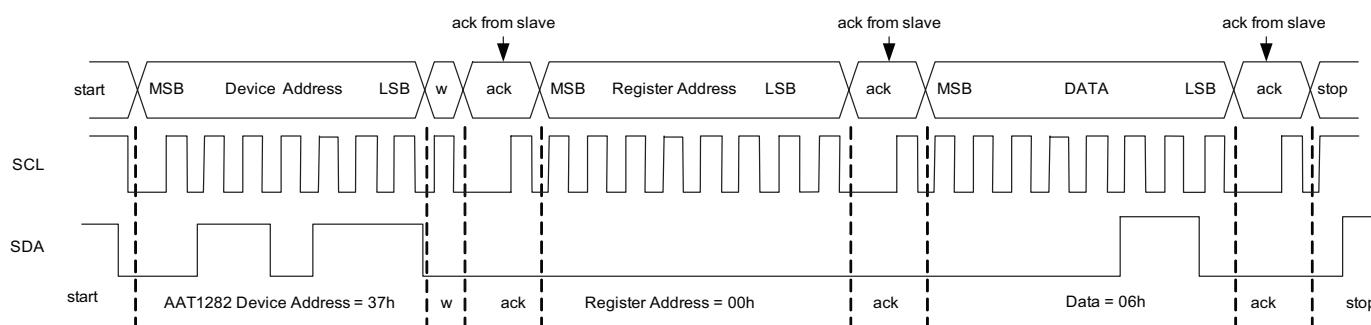 ack from slave ack from slave ack from slave
start MSB Device Address LSB w ack MSB Register Address LSB ack MSB DATA LSB ack stop
SCL
SDA
start AAT1282 Device Address = 37h w ack Register Address = 00h ack Data = 06h ack stop